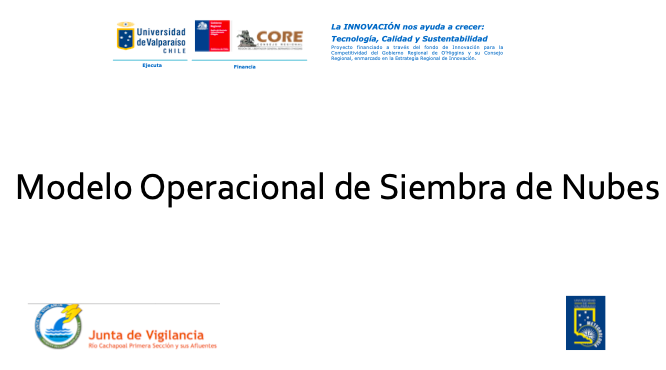 Universidad
de Valparaíso
CHILE
CORE
CONSEJO REGIONAL
Ejecuta
Financia
La INNOVACIÓN nos ayuda a crecer:
Tecnología, Calidad y Sustentabilidad
Proyecto financiado a través del fondo de Innovación para la
Competitividad del Gobierno Regional de O'Higgins y su Consejo
Regional, enmarcado en la Estrategia Regional de Innovación.
Modelo Operacional de Siembra de Nubes
Junta de Vigilancia
Río Cachapoal Primera Sección y sus Afluentes